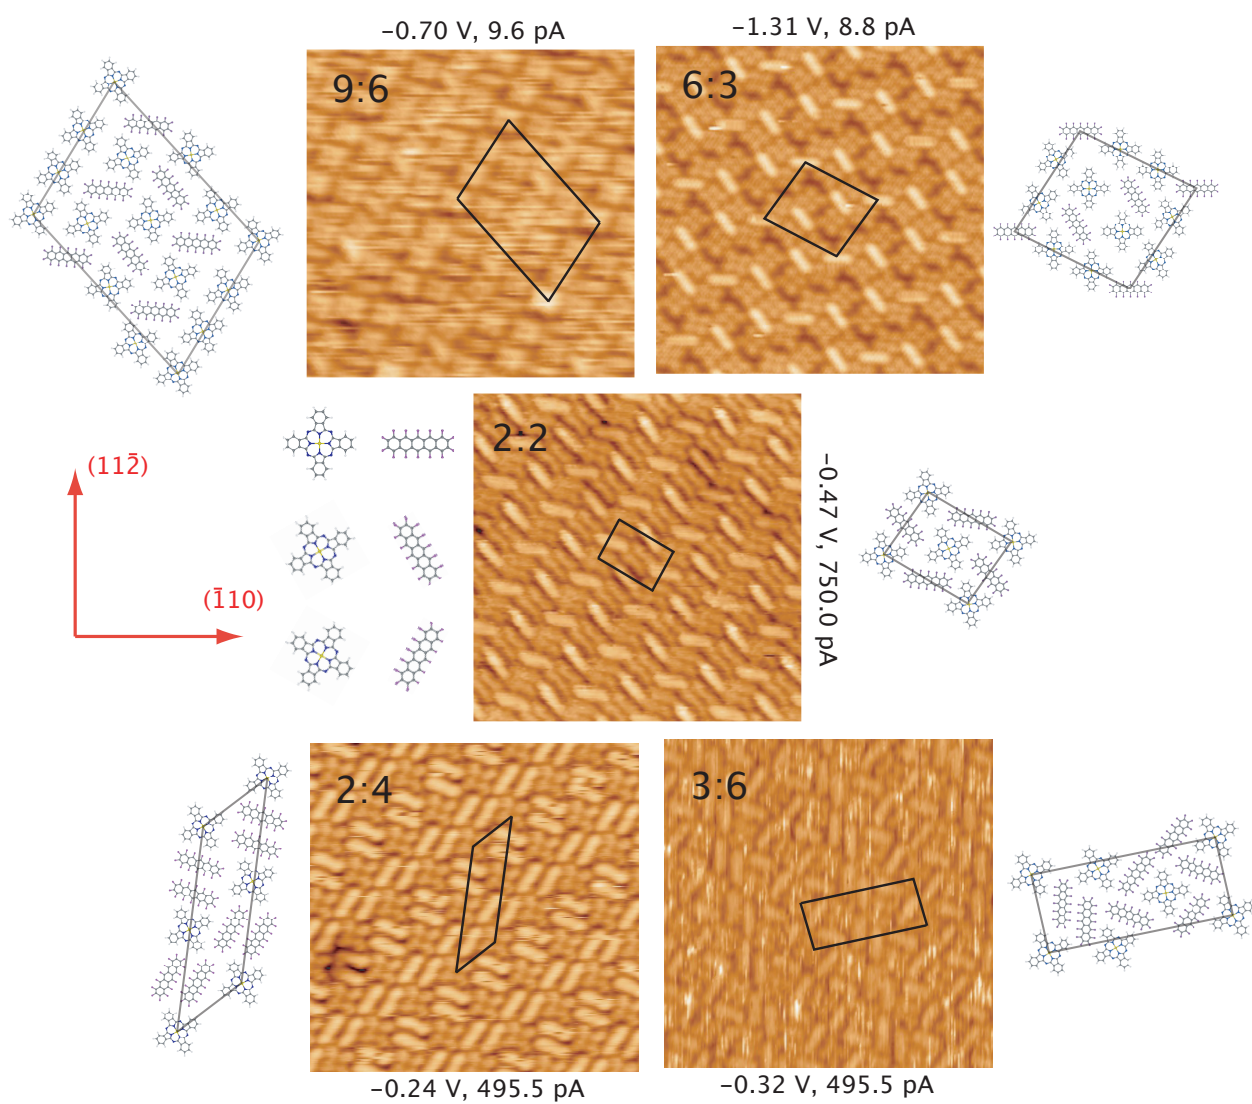 −0.70 V, 9.6 pA
−1.31 V, 8.8 pA
9:6
6:3
2:2
−0.47 V, 750.0 pA
(112̄)
(1̄10)
2:4
3:6
−0.24 V, 495.5 pA
−0.32 V, 495.5 pA